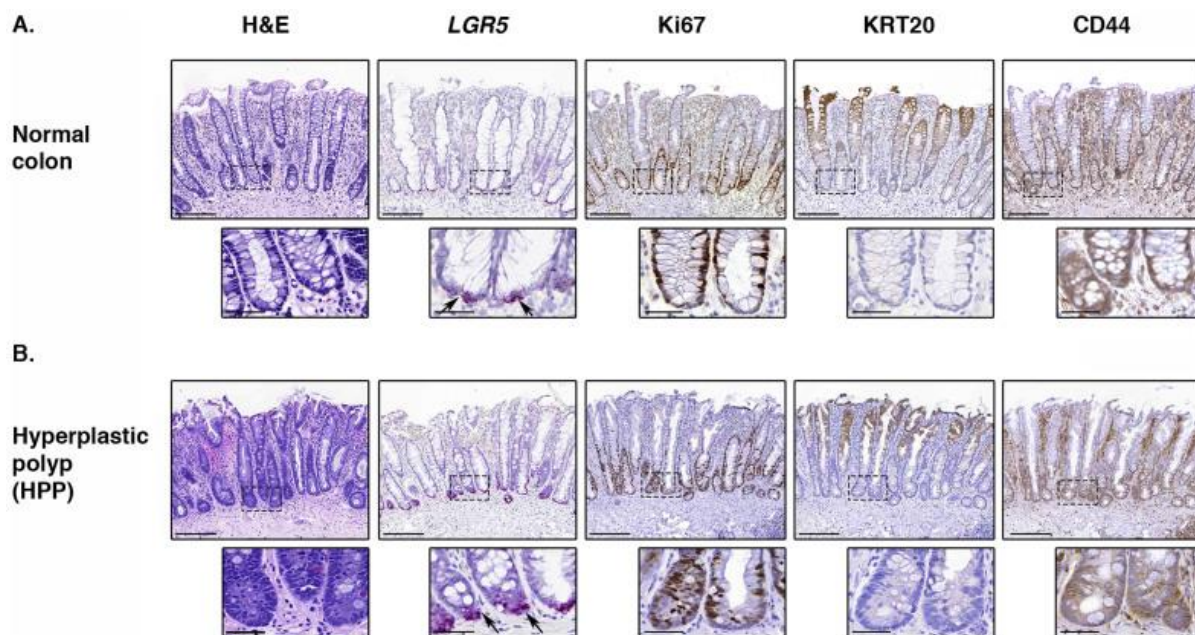 A.
H&E
LGR5
Ki67
KRT20
CD44
Normal
colon
B.
Hyperplastic
polyp
(HPP)